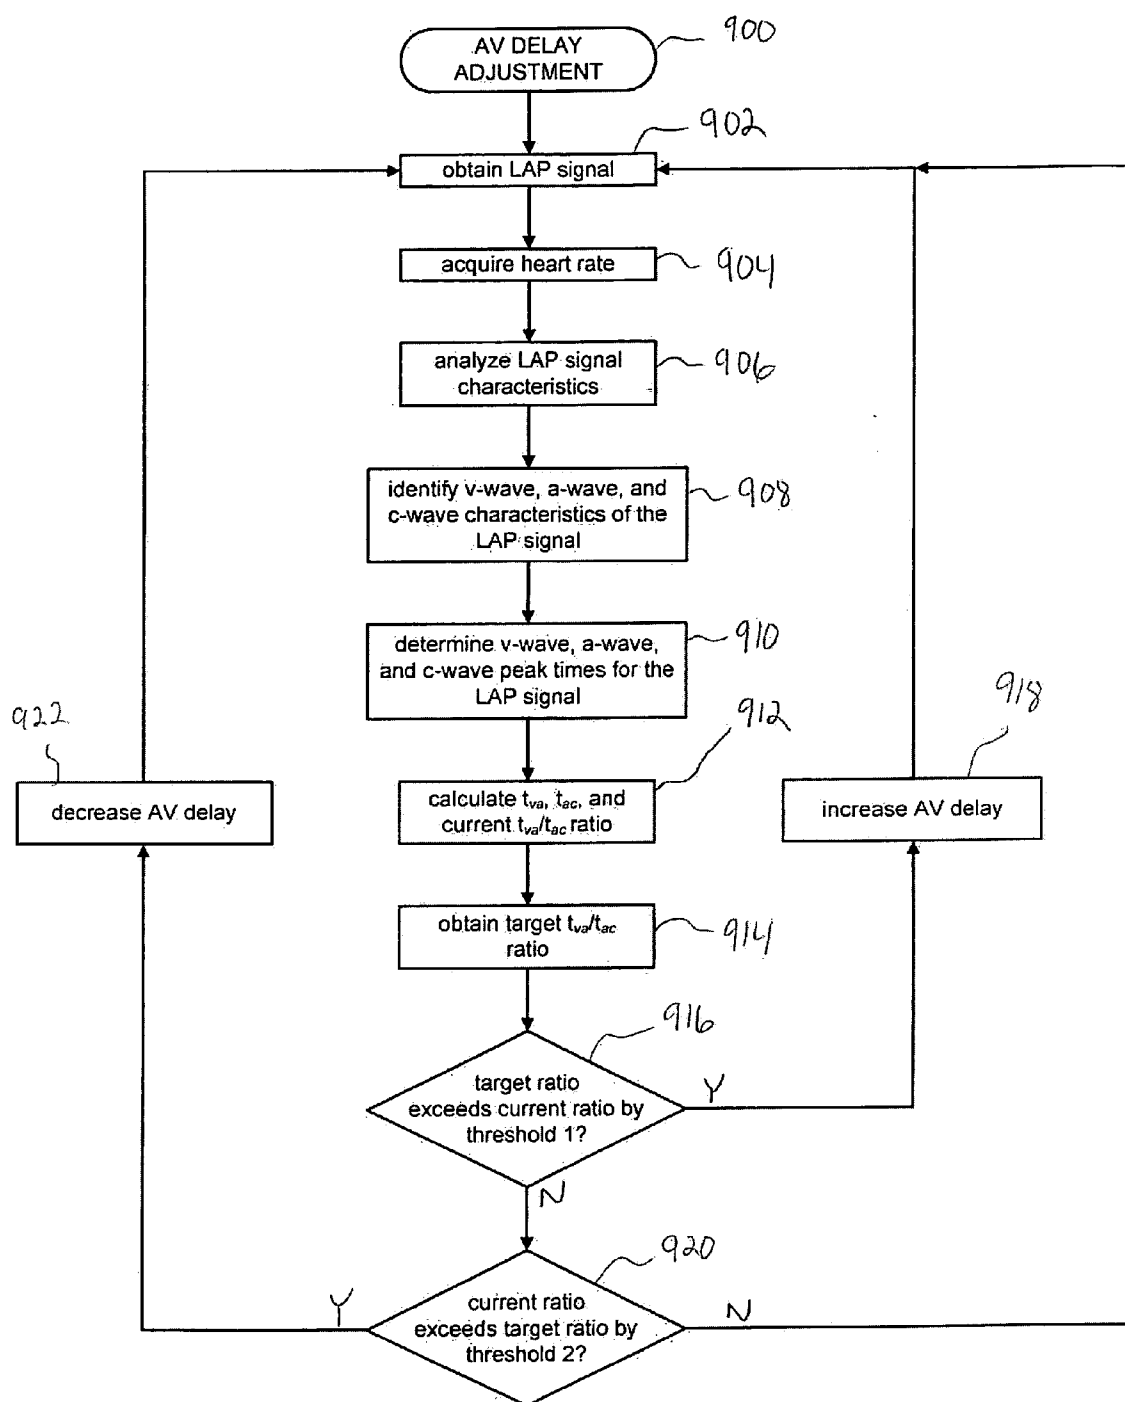 AV DELAY
ADJUSTMENT
900
obtain LAP signal
902
acquire heart rate
904
analyze LAP signal
characteristics
906
identify v-wave, a-wave, and
c-wave characteristics of the
LAP signal
908
determine v-wave, a-wave,
and c-wave peak times for the
LAP signal
910
922
decrease AV delay
calculate tva, tac, and
current tva/tac ratio
912
918
increase AV delay
obtain target tva/tac
ratio
914
target ratio
exceeds current ratio by
threshold 1?
916
Y
N
current ratio
exceeds target ratio by
threshold 2?
920
Y
N